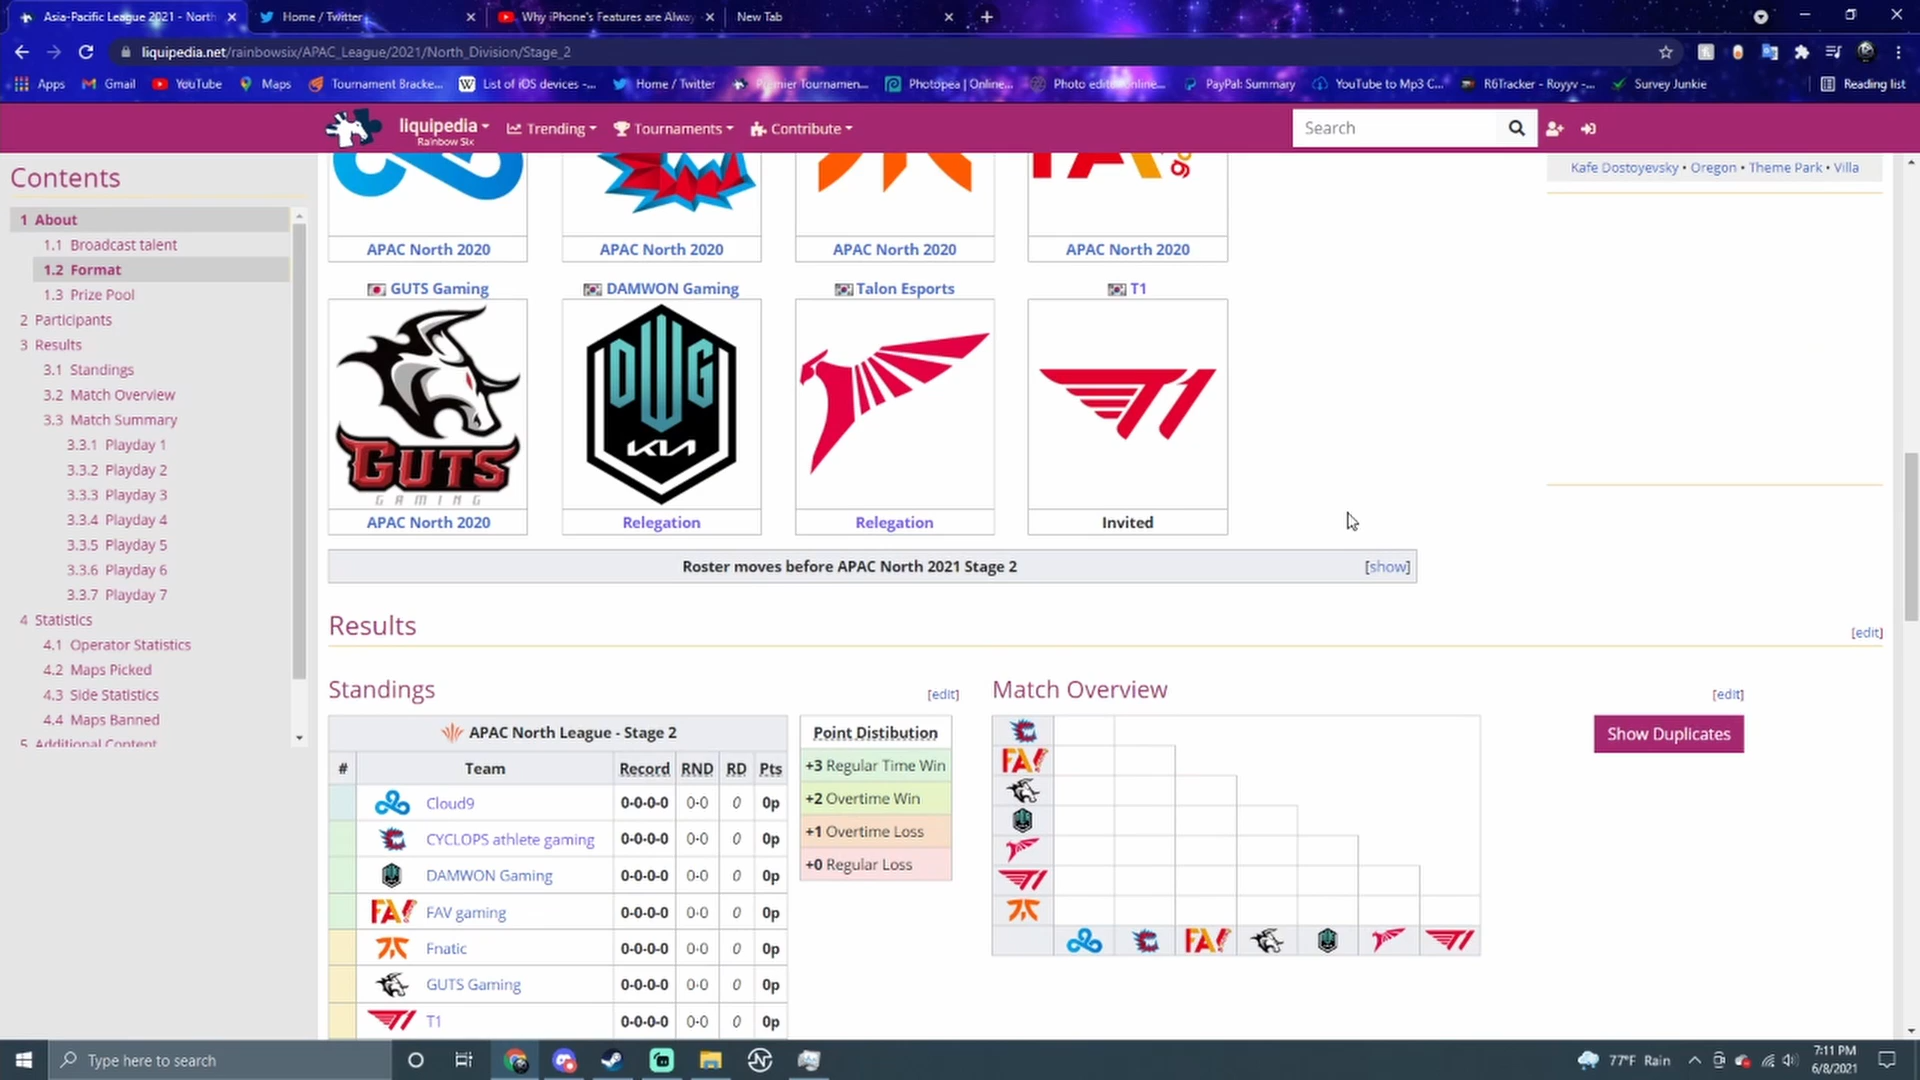 Asia-Pacific League 2021 - North
Home / Twitter
Why iPhone's Features are Alway
New Tab
liquipedia.net/rainbowsix/APAC_League/2021/North_Division/Stage_2
Apps
Gmail
YouTube
Maps
Tournament Bracke...
List of iOS devices -...
Home / Twitter
Premier Tournamen...
Photopea | Online...
Photo editor online...
PayPal: Summary
YouTube to Mp3 C...
R6Tracker - Royyv -...
Survey Junkie
Reading list
liquipedia
Rainbow Six
Trending
Tournaments
Contribute
Search
Contents
1 About
1.1 Broadcast talent
1.2 Format
1.3 Prize Pool
2 Participants
3 Results
3.1 Standings
3.2 Match Overview
3.3 Match Summary
3.3.1 Playday 1
3.3.2 Playday 2
3.3.3 Playday 3
3.3.4 Playday 4
3.3.5 Playday 5
3.3.6 Playday 6
3.3.7 Playday 7
4 Statistics
4.1 Operator Statistics
4.2 Maps Picked
4.3 Side Statistics
4.4 Maps Banned
5 Additional Content
Kafe Dostoyevsky • Oregon • Theme Park • Villa
APAC North 2020
APAC North 2020
APAC North 2020
APAC North 2020
GUTS Gaming
DAMWON Gaming
Talon Esports
T1
GUTS
GAMING
DWG
KIA
T1
APAC North 2020
Relegation
Relegation
Invited
Roster moves before APAC North 2021 Stage 2
[show]
Results
[edit]
Standings
[edit]
Match Overview
[edit]
Show Duplicates
APAC North League - Stage 2
# Team Record RND RD Pts
Cloud9 0-0-0-0 0-0 0 0p
CYCLOPS athlete gaming 0-0-0-0 0-0 0 0p
DAMWON Gaming 0-0-0-0 0-0 0 0p
FAV gaming 0-0-0-0 0-0 0 0p
Fnatic 0-0-0-0 0-0 0 0p
GUTS Gaming 0-0-0-0 0-0 0 0p
T1 0-0-0-0 0-0 0 0p
Point Distibution
+3 Regular Time Win
+2 Overtime Win
+1 Overtime Loss
+0 Regular Loss
Type here to search
77°F Rain
7:11 PM
6/8/2021